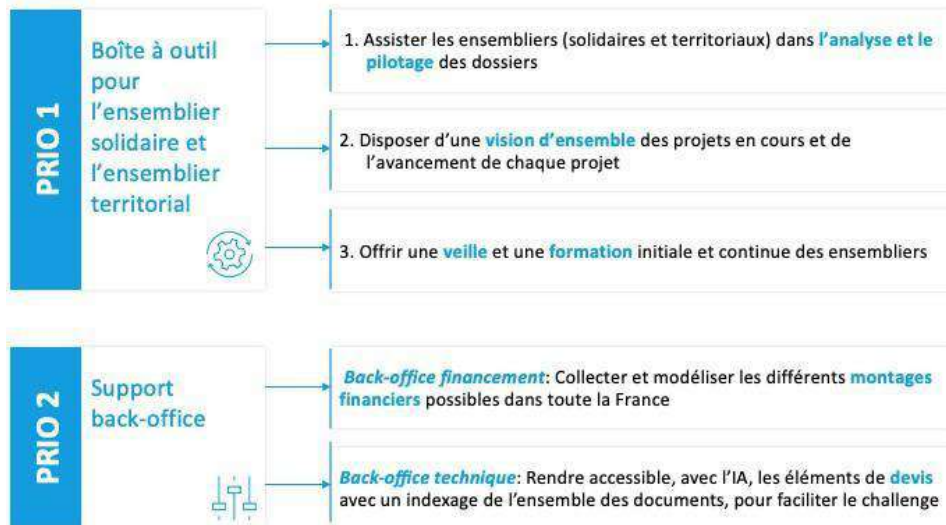 PRIO 1
Boîte à outil
pour
l'ensemblier
solidaire et
l'ensemblier
territorial
1. Assister les ensembliers (solidaires et territoriaux) dans l'analyse et le
pilotage des dossiers
2. Disposer d'une vision d'ensemble des projets en cours et de
l'avancement de chaque projet
3. Offrir une veille et une formation initiale et continue des ensembliers
PRIO 2
Support
back-office
Back-office financement: Collecter et modéliser les différents montages
financiers possibles dans toute la France
Back-office technique: Rendre accessible, avec l'IA, les éléments de devis
avec un indexage de l'ensemble des documents, pour faciliter le challenge